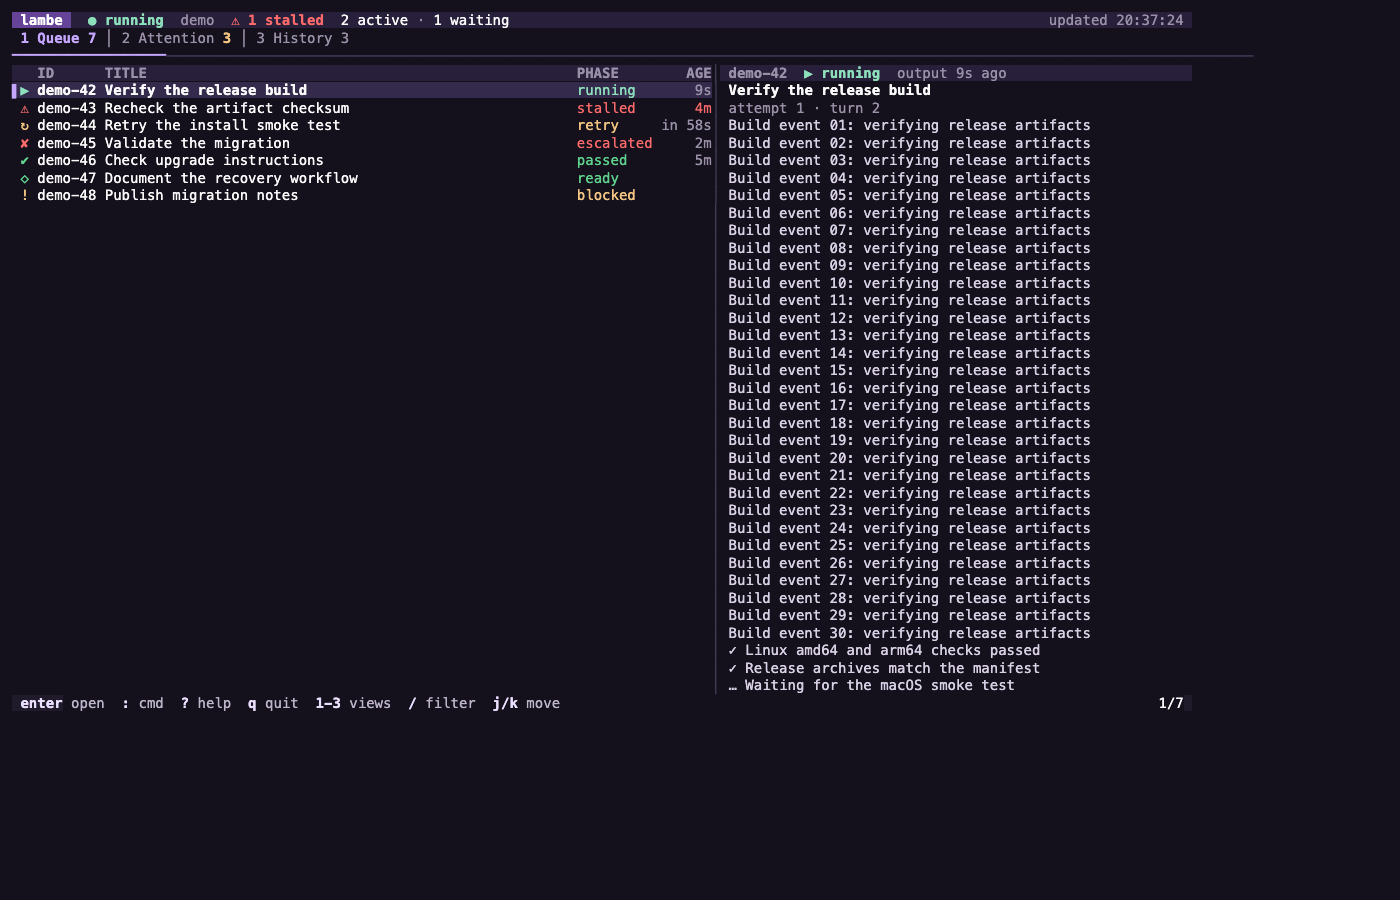 lambe ● running demo ⚠ 1 stalled 2 active · 1 waiting updated 20:37:24
1 Queue 7 │ 2 Attention 3 │ 3 History 3
ID TITLE PHASE AGE
▶ demo-42 Verify the release build running 9s
⚠ demo-43 Recheck the artifact checksum stalled 4m
↻ demo-44 Retry the install smoke test retry in 58s
✘ demo-45 Validate the migration escalated 2m
✔ demo-46 Check upgrade instructions passed 5m
◇ demo-47 Document the recovery workflow ready
! demo-48 Publish migration notes blocked
demo-42 ▶ running output 9s ago
Verify the release build
attempt 1 · turn 2
Build event 01: verifying release artifacts
Build event 02: verifying release artifacts
Build event 03: verifying release artifacts
Build event 04: verifying release artifacts
Build event 05: verifying release artifacts
Build event 06: verifying release artifacts
Build event 07: verifying release artifacts
Build event 08: verifying release artifacts
Build event 09: verifying release artifacts
Build event 10: verifying release artifacts
Build event 11: verifying release artifacts
Build event 12: verifying release artifacts
Build event 13: verifying release artifacts
Build event 14: verifying release artifacts
Build event 15: verifying release artifacts
Build event 16: verifying release artifacts
Build event 17: verifying release artifacts
Build event 18: verifying release artifacts
Build event 19: verifying release artifacts
Build event 20: verifying release artifacts
Build event 21: verifying release artifacts
Build event 22: verifying release artifacts
Build event 23: verifying release artifacts
Build event 24: verifying release artifacts
Build event 25: verifying release artifacts
Build event 26: verifying release artifacts
Build event 27: verifying release artifacts
Build event 28: verifying release artifacts
Build event 29: verifying release artifacts
Build event 30: verifying release artifacts
✓ Linux amd64 and arm64 checks passed
✓ Release archives match the manifest
… Waiting for the macOS smoke test
enter open : cmd ? help q quit 1-3 views / filter j/k move 1/7